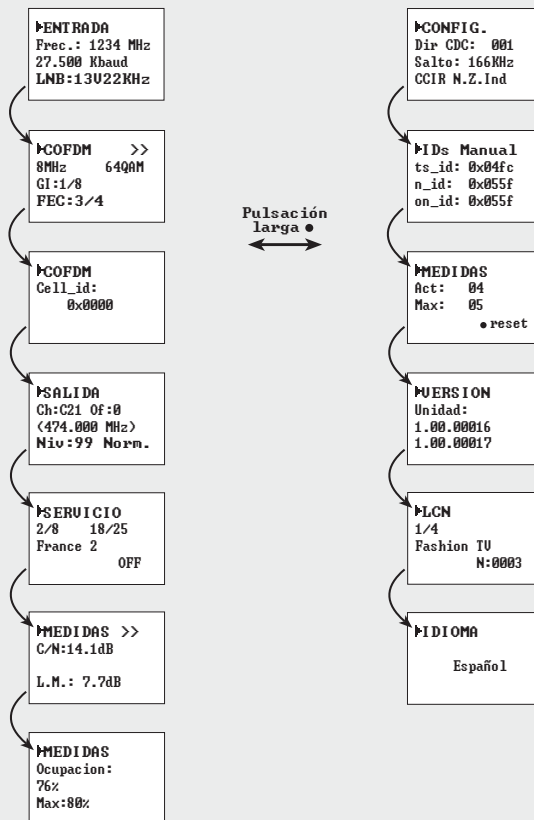 ▶ENTRADA
Frec.: 1234 MHz
27.500 Kbaud
LNB:13V22KHz
▶COFDM >>
8MHz 64QAM
GI:1/8
FEC:3/4
▶COFDM
Cell_id:
0x0000
▶SALIDA
Ch:C21 Of:0
(474.000 MHz)
Niv:99 Norm.
▶SERVICIO
2/8 18/25
France 2
OFF
▶MEDIDAS >>
C/N:14.1dB
L.M.: 7.7dB
▶MEDIDAS
Ocupacion:
76%
Max:80%
Pulsación
larga ●
▶CONFIG.
Dir CDC: 001
Salto: 166KHz
CCIR N.Z.Ind
▶IDs Manual
ts_id: 0x04fc
n_id: 0x055f
on_id: 0x055f
▶MEDIDAS
Act: 04
Max: 05
● reset
▶VERSION
Unidad:
1.00.00016
1.00.00017
▶LCN
1/4
Fashion TV
N:0003
▶IDIOMA
Español